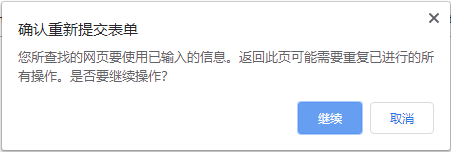 确认重新提交表单
您所查找的网页要使用已输入的信息。返回此页可能需要重复已进行的所
有操作。是否要继续操作?
继续 取消